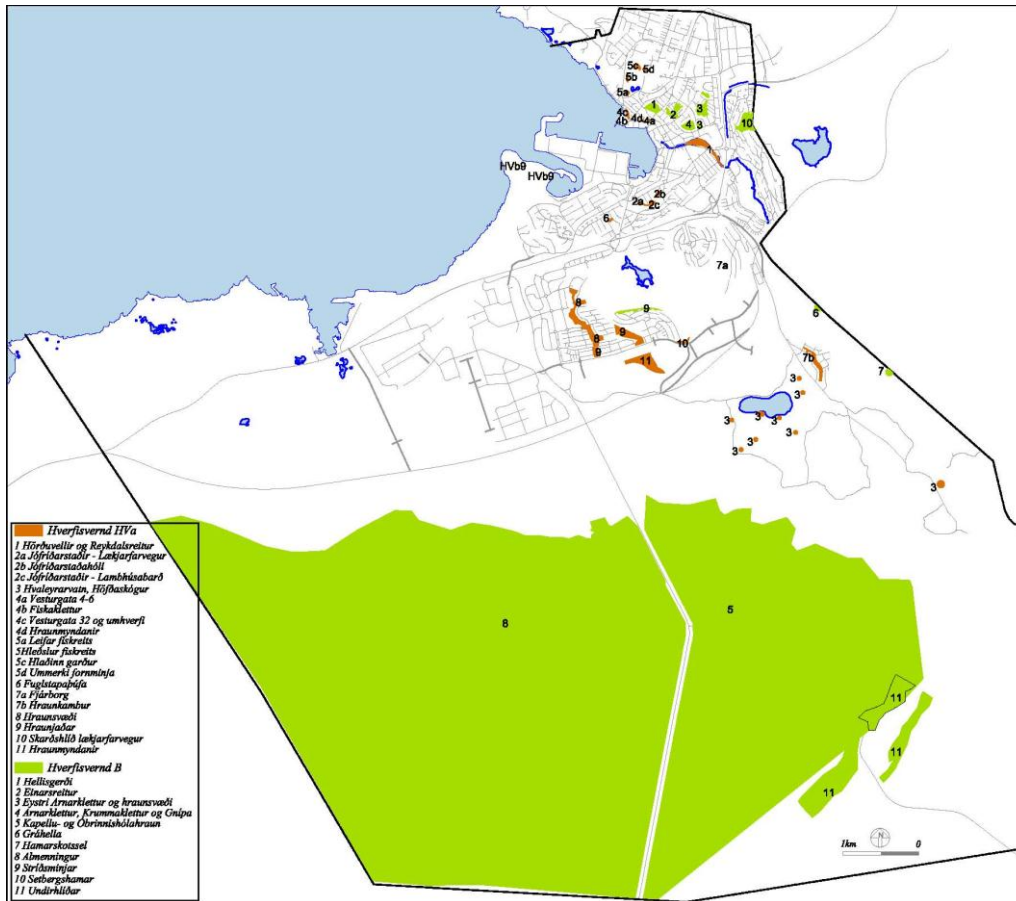 5c
5d
5b
5a
4c
4b
4d
4a
1
2
3
4
3
10
1
HVb9
HVb9
2b
2a
2c
6
7a
8
9
6
8
9
9
10
11
7b
7
3
3
3
3
3
3
3
3
3
8
5
11
11
11
1km
N
0
Hverfisvernd HVa
1 Hörðuvellir og Reykdalsreitur
2a Jófríðarstaðir - Lækjarfarvegur
2b Jófríðarstaðahóll
2c Jófríðarstaðir - Lambhúsabarð
3 Hvaleyrarvatn, Höfðaskógur
4a Vesturgata 4-6
4b Fiskaklettur
4c Vesturgata 32 og umhverfi
4d Hraunmyndanir
5a Leifar fiskreits
5Hleðslur fiskreits
5c Hlaðinn garður
5d Ummerki fornminja
6 Fuglstapaþúfa
7a Fjárborg
7b Hraunkambur
8 Hraunsvæði
9 Hraunjaðar
10 Skarðshlíð lækjarfarvegur
11 Hraunmyndanir
Hverfisvernd B
1 Hellisgerði
2 Einarsreitur
3 Eystri Arnarklettur og hraunsvæði
4 Arnarklettur, Krummaklettur og Gnípa
5 Kapellu- og Óbrinnishólahraun
6 Gráhella
7 Hamarskotssel
8 Almenningur
9 Stríðsminjar
10 Setbergshamar
11 Undirhlíðar